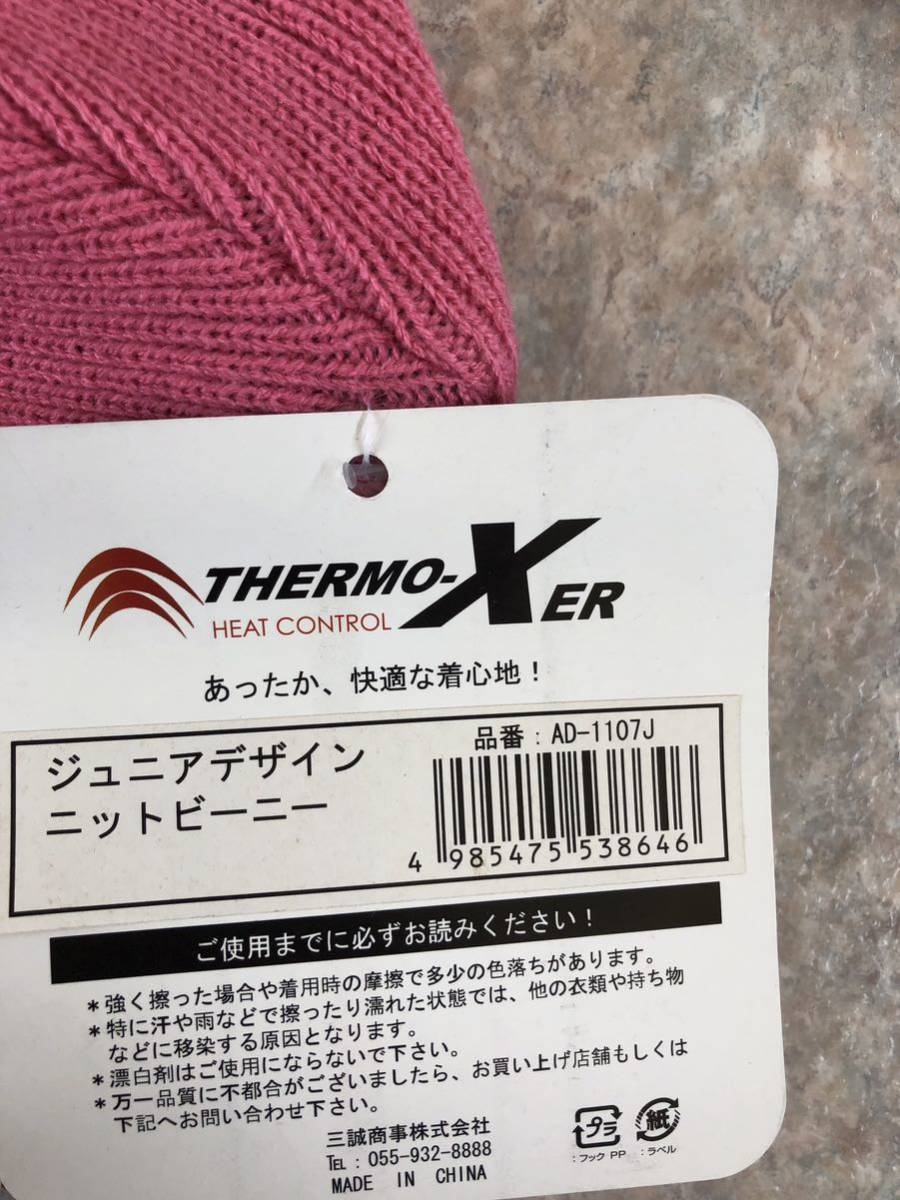 THERMO-XER
HEAT CONTROL
あったか、快適な着心地！
ジュニアデザイン
ニットビーニー
品番：AD-1107J
4 985475 538646
ご使用までに必ずお読みください！
＊強く擦った場合や着用時の摩擦で多少の色落ちがあります。
＊特に汗や雨などで擦ったり濡れた状態では、他の衣類や持ち物
などに移染する原因となります。
＊漂白剤はご使用にならないで下さい。
＊万一品質に不都合がございましたら、お買い上げ店舗もしくは
下記へお問い合わせ下さい。
三誠商事株式会社
TEL：055-932-8888
MADE IN CHINA
プラ
：フック PP
紙
：ラベル